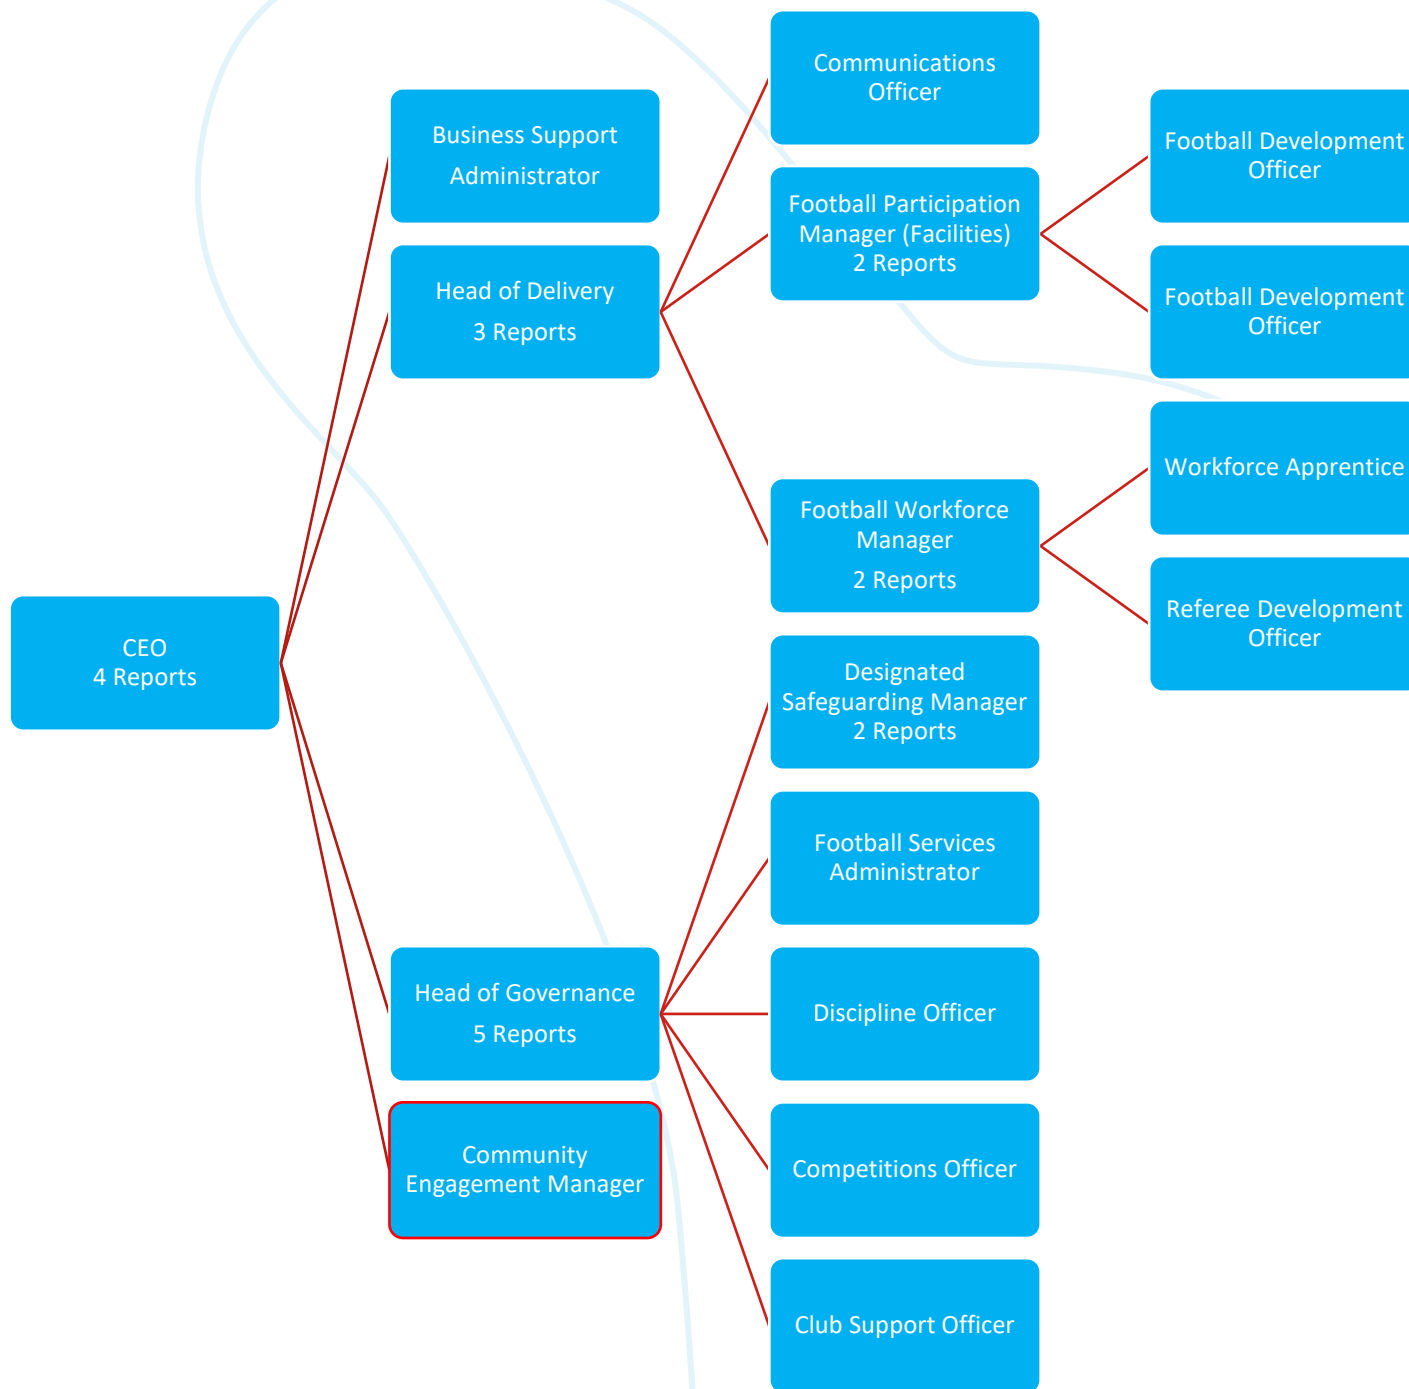 Communications
Officer
Business Support
Administrator
Football Development
Officer
Football Participation
Manager (Facilities)
2 Reports
Head of Delivery
3 Reports
Football Development
Officer
Workforce Apprentice
Football Workforce
Manager
2 Reports
Referee Development
Officer
CEO
4 Reports
Designated
Safeguarding Manager
2 Reports
Football Services
Administrator
Head of Governance
5 Reports
Discipline Officer
Community
Engagement Manager
Competitions Officer
Club Support Officer